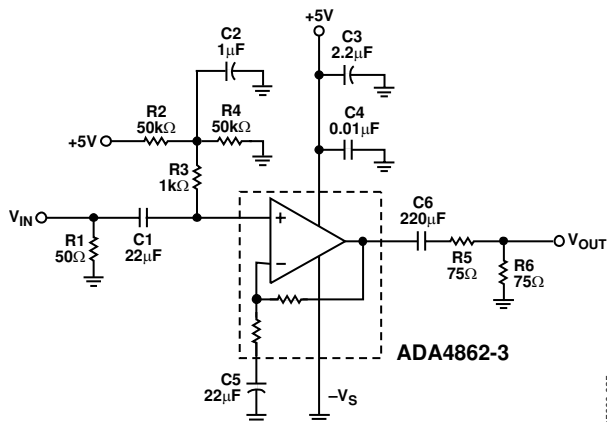 +5V
C2
1μF
C3
2.2μF
R2
50kΩ
R4
50kΩ
C4
0.01μF
+5V
R3
1kΩ
C6
220μF
VIN
+
VOUT
R1
50Ω
C1
22μF
−
R5
75Ω
R6
75Ω
ADA4862-3
C5
22μF
–VS